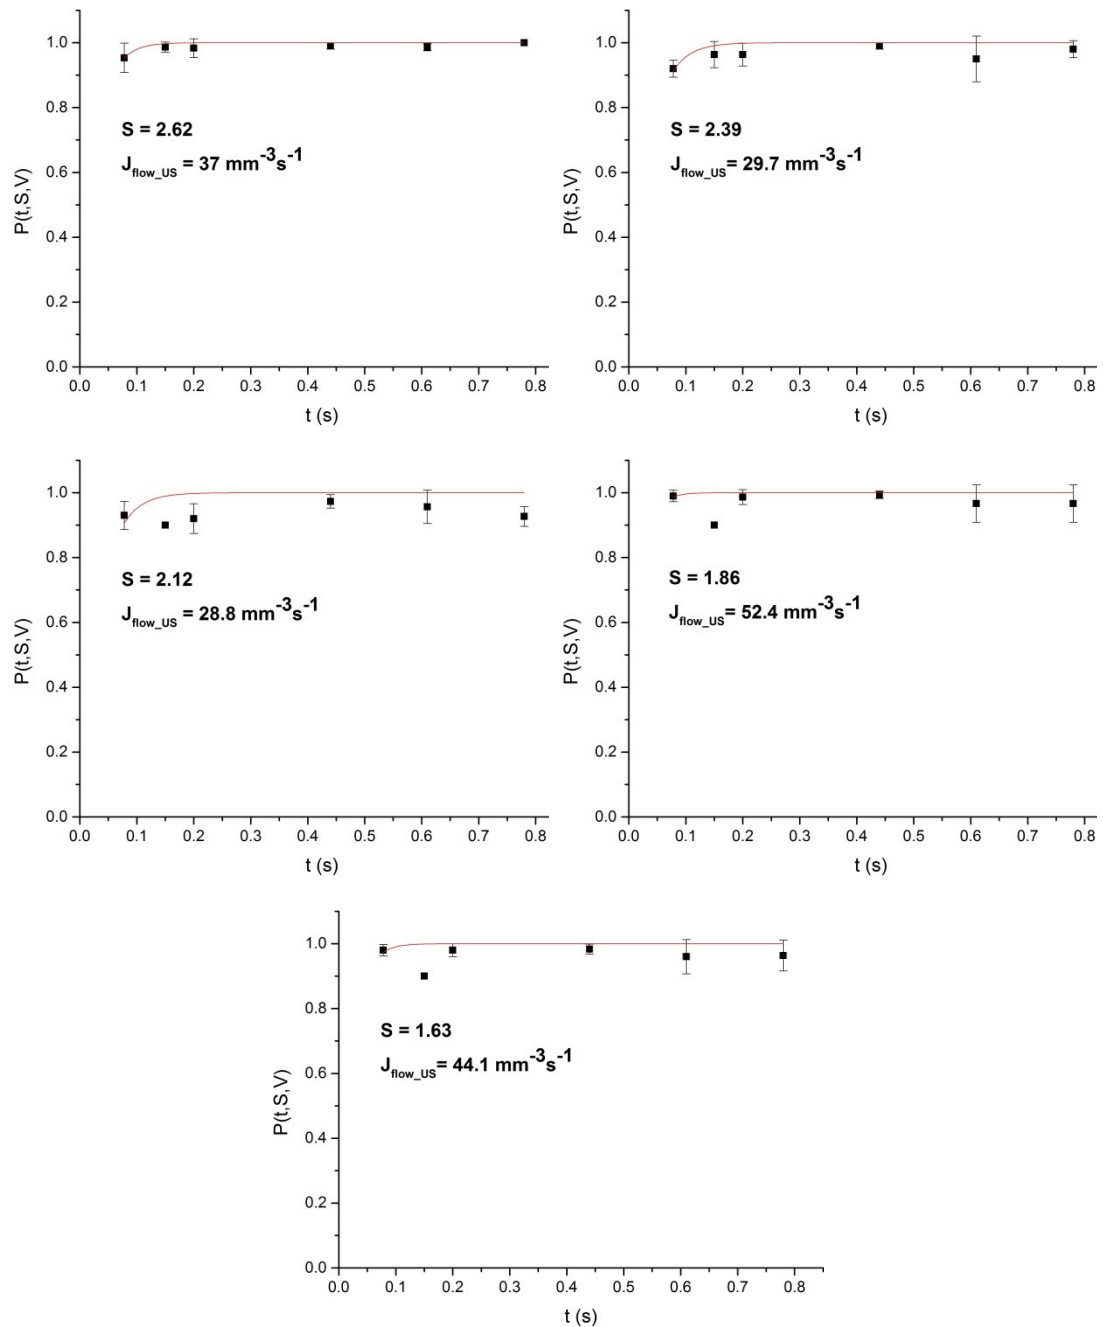 1.0
0.8
0.6
0.4
0.2
0.0
P(t,S,V)
S = 2.62
J_flow_US = 37 mm⁻³s⁻¹
0.0 0.1 0.2 0.3 0.4 0.5 0.6 0.7 0.8
t (s)
1.0
0.8
0.6
0.4
0.2
0.0
P(t,S,V)
S = 2.39
J_flow_US = 29.7 mm⁻³s⁻¹
0.0 0.1 0.2 0.3 0.4 0.5 0.6 0.7 0.8
t (s)
1.0
0.8
0.6
0.4
0.2
0.0
P(t,S,V)
S = 2.12
J_flow_US = 28.8 mm⁻³s⁻¹
0.0 0.1 0.2 0.3 0.4 0.5 0.6 0.7 0.8
t (s)
1.0
0.8
0.6
0.4
0.2
0.0
P(t,S,V)
S = 1.86
J_flow_US= 52.4 mm⁻³s⁻¹
0.0 0.1 0.2 0.3 0.4 0.5 0.6 0.7 0.8
t (s)
1.0
0.8
0.6
0.4
0.2
0.0
P(t,S,V)
S = 1.63
J_flow_US= 44.1 mm⁻³s⁻¹
0.0 0.1 0.2 0.3 0.4 0.5 0.6 0.7 0.8
t (s)